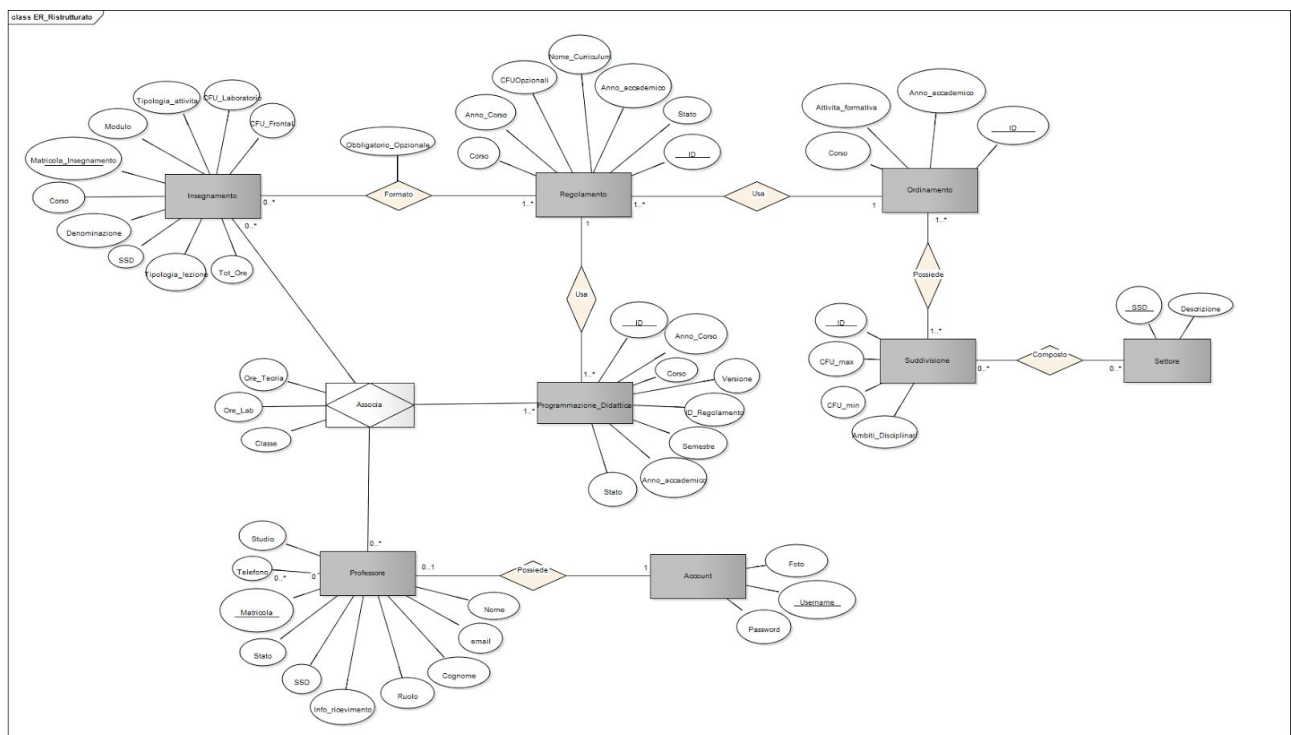 class ER_Ristrutturato
Nome_Curriculum
CFUOpzionali
Anno_accademico
Anno_Corso
Stato
Corso
ID
Tipologia_attivita
CFU_Laboratorio
CFU_Frontal
Modulo
Matricola_Insegnamento
Corso
Denominazione
SSD
Tipologia_lezione
Tot_Ore
Insegnamento
0..*
0..*
Obbligatorio_Opzionale
Formato
1..*
Regolamento
1..*
1
Usa
1
Attivita_formativa
Anno_accademico
ID
Corso
Ordinamento
1..*
Possiede
1..*
Usa
1..*
ID
CFU_max
CFU_min
Ambiti_Disciplinar
Suddivisione
0..*
Composto
0..*
SSD
Descrizione
Settore
ID
Anno_Corso
Corso
Versione
ID_Regolamento
Semestre
Anno_accademico
Stato
Programmazione_Didattica
1..*
Ore_Teoria
Ore_Lab
Classe
Associa
0..*
Studio
Telefono
0..*
Matricola
Stato
SSD
Info_ricevimento
Ruolo
Cognome
email
Nome
Professore
0..1
Possiede
1
Account
Foto
Username
Password